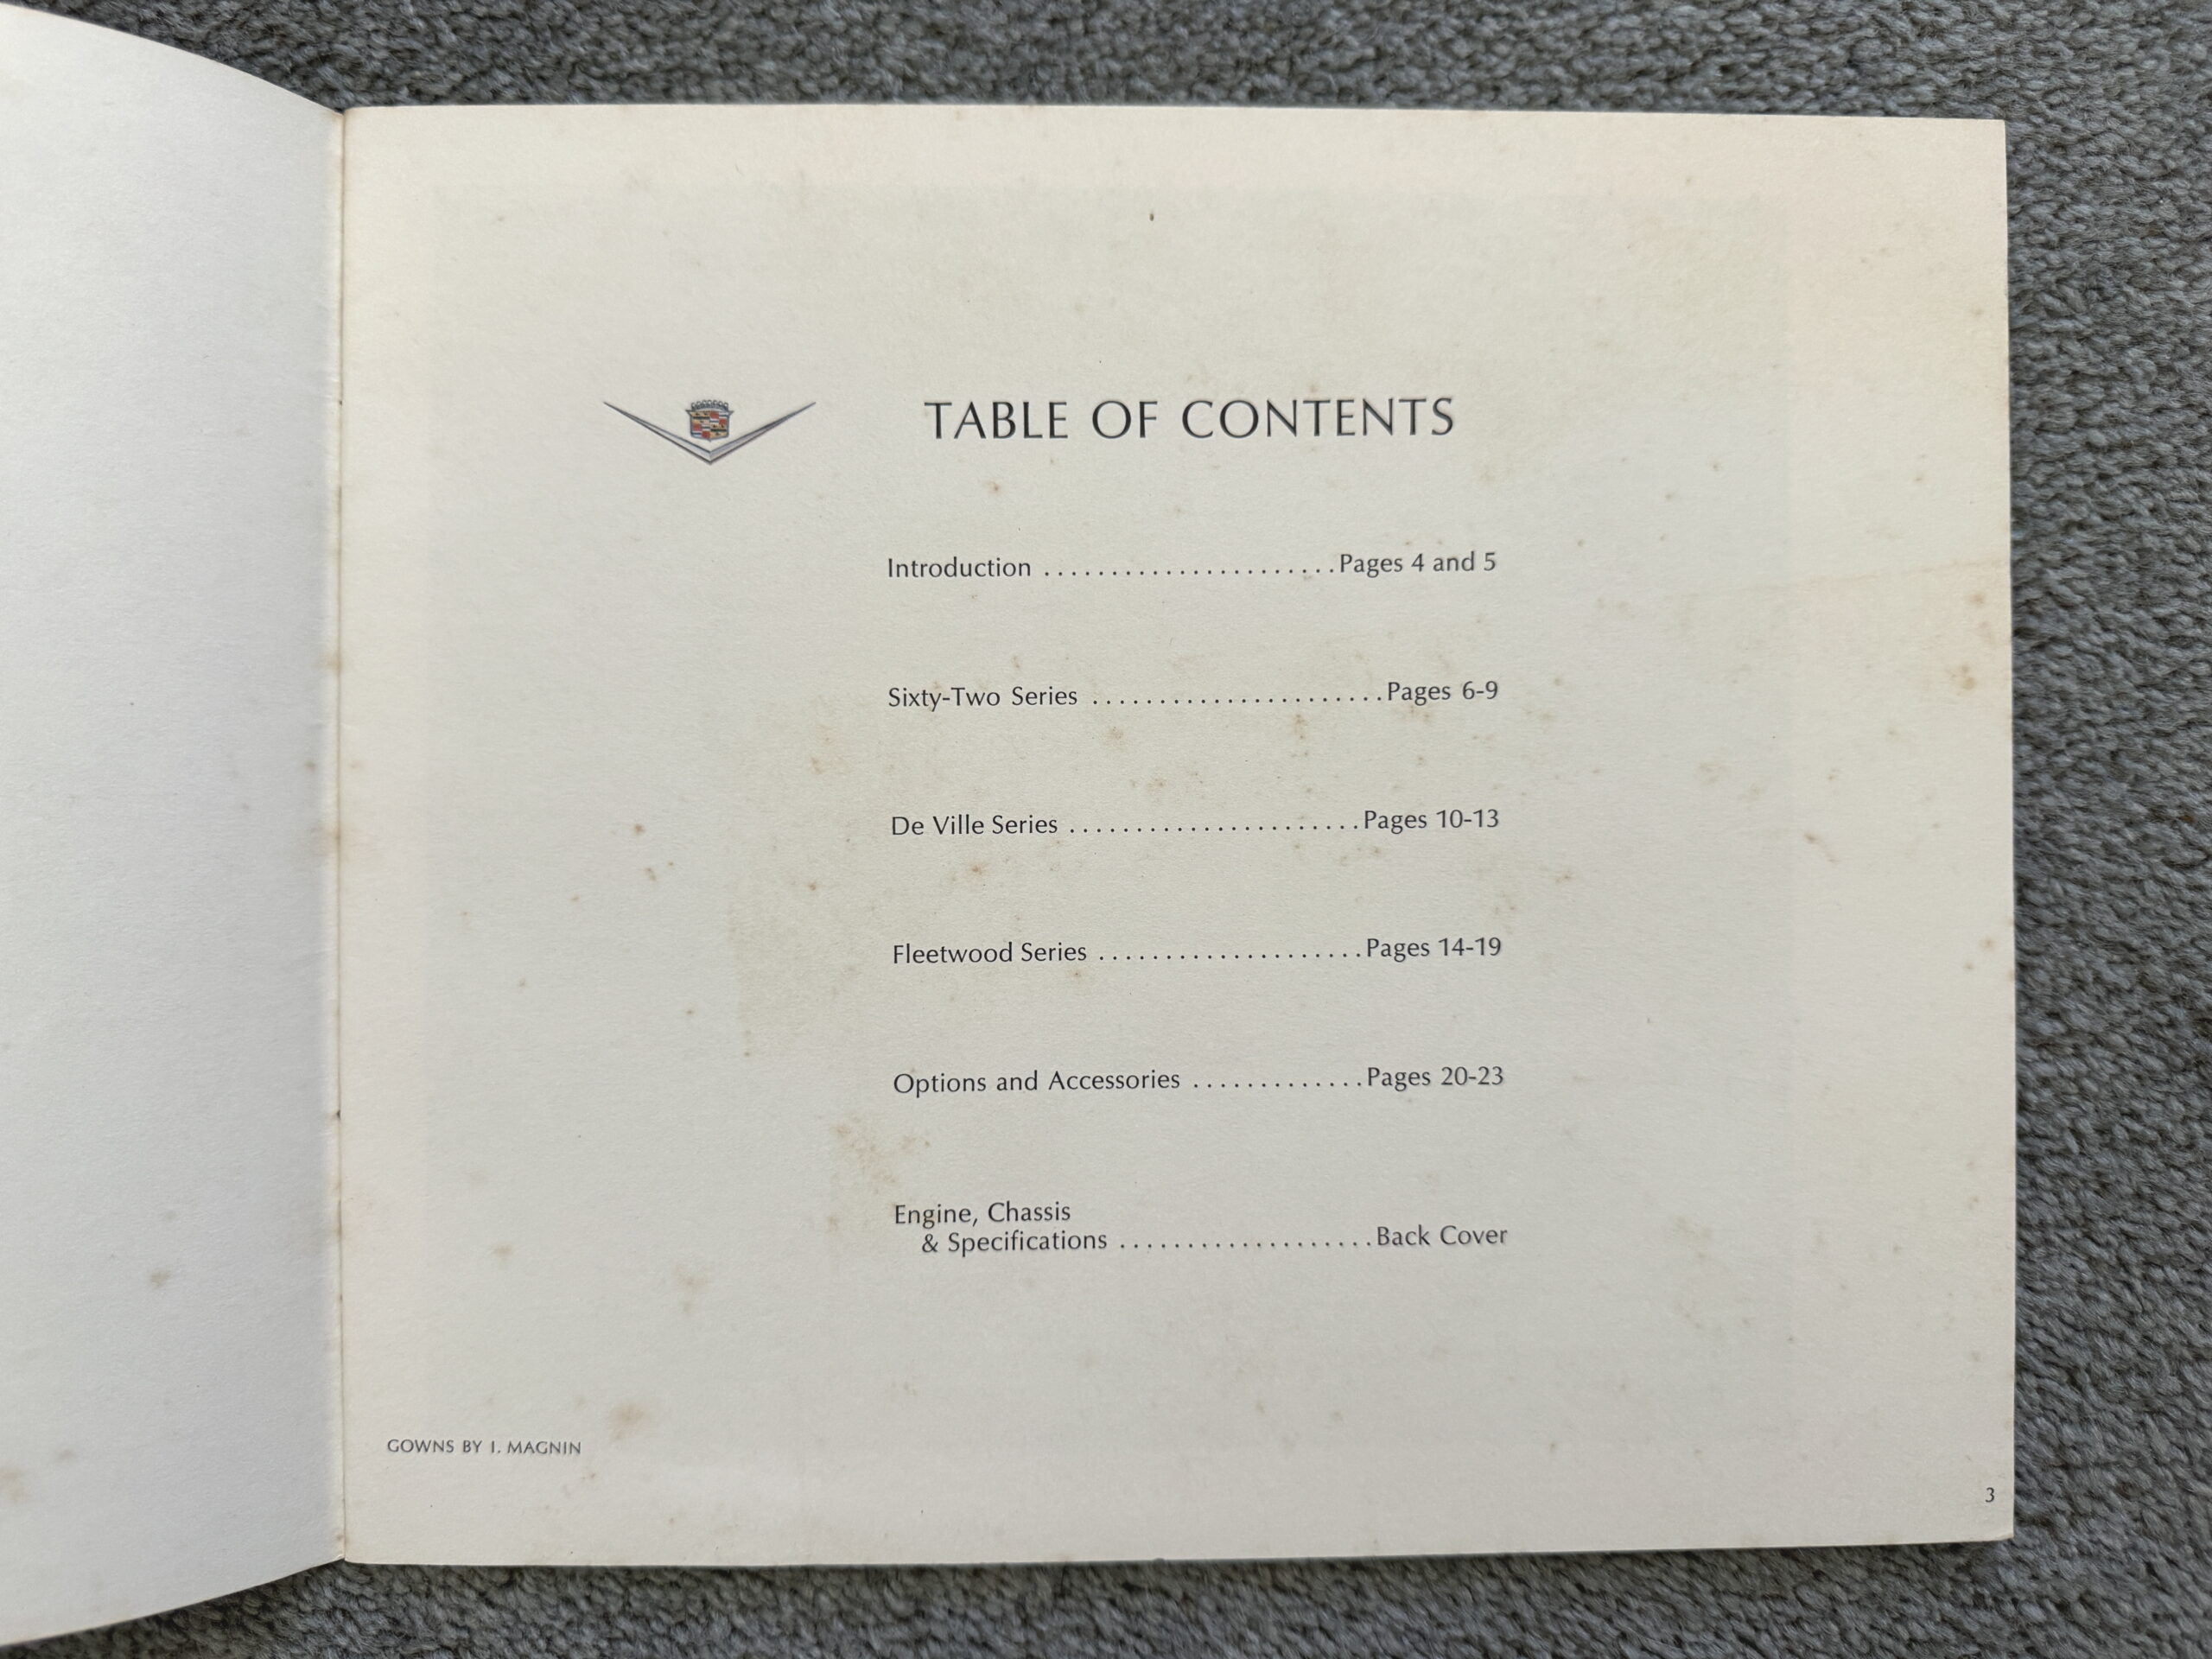 TABLE OF CONTENTS
Introduction ......................Pages 4 and 5
Sixty-Two Series ......................Pages 6-9
De Ville Series ......................Pages 10-13
Fleetwood Series ....................Pages 14-19
Options and Accessories .............Pages 20-23
Engine, Chassis
& Specifications ...................Back Cover
GOWNS BY I. MAGNIN
3